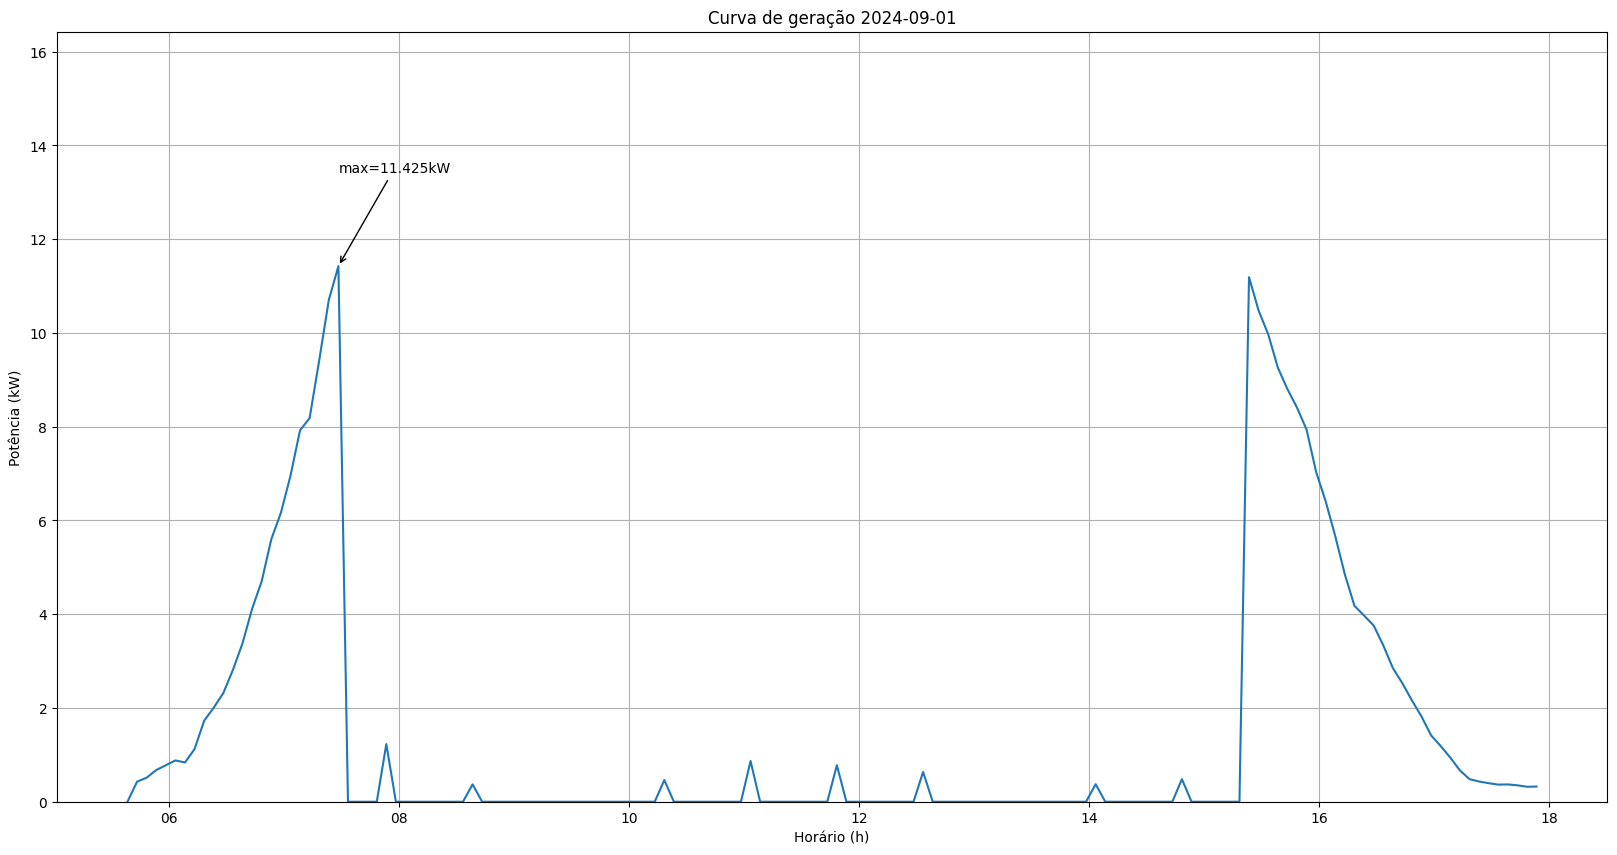 Curva de geração 2024-09-01
Potência (kW)
16
14
12
10
8
6
4
2
0
max=11.425kW
06 08 10 12 14 16 18
Horário (h)